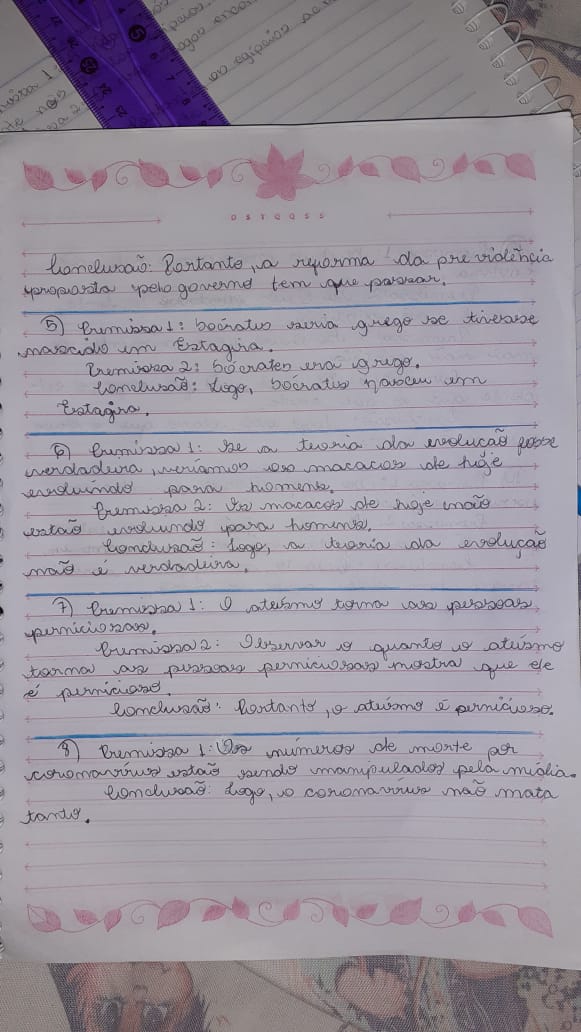 Conclusão: Portanto, a reforma da previdência
proposta pelo governo tem que passar.
5) Premissa 1: Sócrates seria grego se tivesse
nascido em Estagira.
Premissa 2: Sócrates era grego.
Conclusão: Logo, Sócrates nasceu em
Estagira.
6) Premissa 1: Se a teoria da evolução fosse
verdadeira, veríamos os macacos de hoje
evoluindo para homens.
Premissa 2: Os macacos de hoje não
estão evoluindo para homens.
Conclusão: Logo, a teoria da evolução
não é verdadeira.
7) Premissa 1: O ateísmo torna as pessoas
perniciosas.
Premissa 2: Observar o quanto o ateísmo
torna as pessoas perniciosas mostra que ele
é pernicioso.
Conclusão: Portanto, o ateísmo é pernicioso.
8) Premissa 1: Os números de morte por
coronavírus estão sendo manipulados pela mídia.
Conclusão: Logo, o coronavírus não mata
tanto.